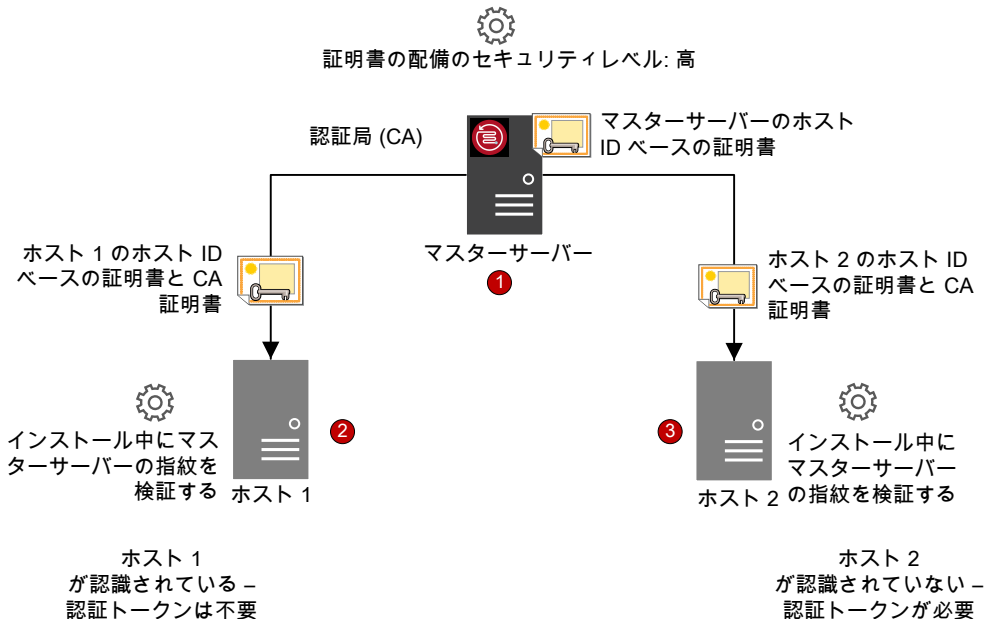 証明書の配備のセキュリティレベル: 高
認証局 (CA)
マスターサーバーのホスト
ID ベースの証明書
マスターサーバー
1
ホスト 1 のホスト ID
ベースの証明書と CA
証明書
ホスト 2 のホスト ID
ベースの証明書と CA
証明書
インストール中にマス
ターサーバーの指紋を
検証する
ホスト 1
2
3
ホスト 2
インストール中に
マスターサーバー
の指紋を検証する
ホスト 1
が認識されている –
認証トークンは不要
ホスト 2
が認識されていない –
認証トークンが必要